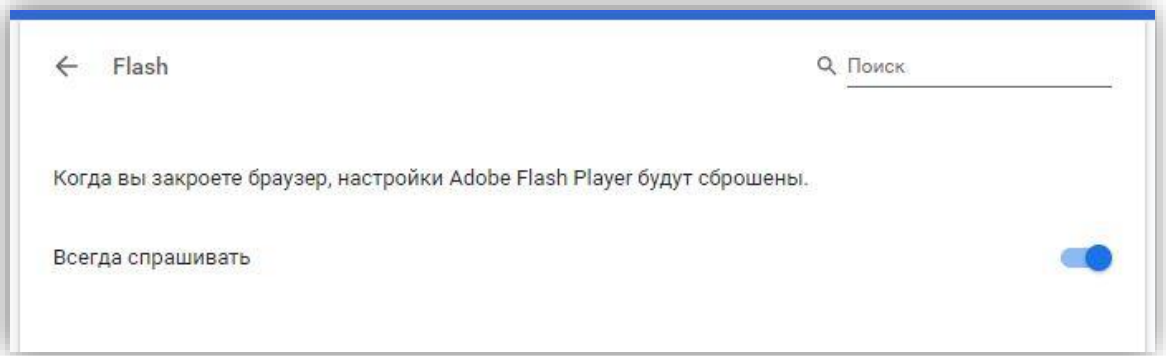 Flash
Поиск
Когда вы закроете браузер, настройки Adobe Flash Player будут сброшены.
Всегда спрашивать